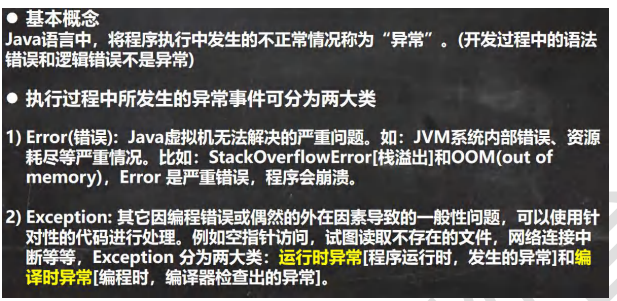 ● 基本概念
Java语言中，将程序执行中发生的不正常情况称为“异常”。(开发过程中的语法
错误和逻辑错误不是异常)
● 执行过程中所发生的异常事件可分为两大类
1) Error(错误)：Java虚拟机无法解决的严重问题。如：JVM系统内部错误、资源
耗尽等严重情况。比如：StackOverflowError[栈溢出]和OOM(out of
memory)，Error 是严重错误，程序会崩溃。
2) Exception: 其它因编程错误或偶然的外在因素导致的一般性问题，可以使用针
对性的代码进行处理。例如空指针访问，试图读取不存在的文件，网络连接中
断等等，Exception 分为两大类：运行时异常[程序运行时，发生的异常]和编
译时异常[编程时，编译器检查出的异常]。